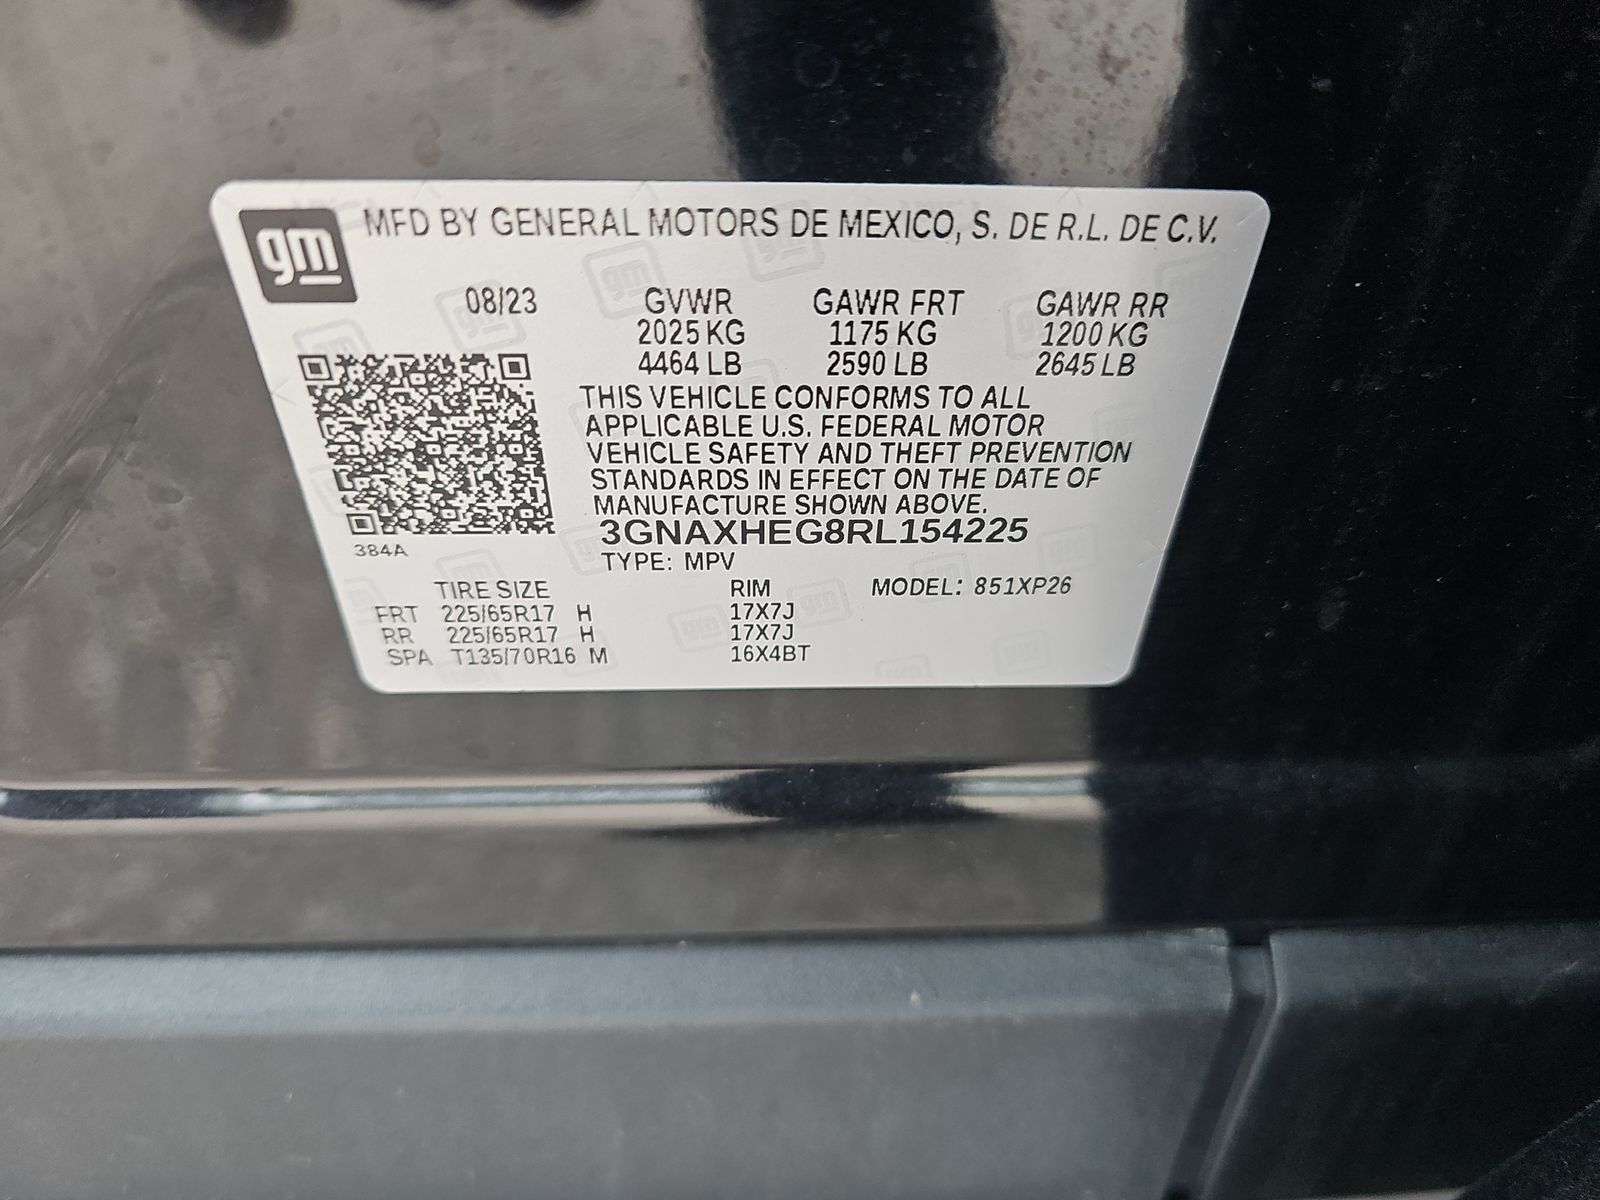 gm MFD BY GENERAL MOTORS DE MEXICO, S. DE R.L. DE C.V.
08/23 GVWR GAWR FRT GAWR RR
2025 KG 1175 KG 1200 KG
4464 LB 2590 LB 2645 LB
THIS VEHICLE CONFORMS TO ALL
APPLICABLE U.S. FEDERAL MOTOR
VEHICLE SAFETY AND THEFT PREVENTION
STANDARDS IN EFFECT ON THE DATE OF
MANUFACTURE SHOWN ABOVE.
3GNAXHEG8RL154225
384A
TYPE: MPV
TIRE SIZE RIM MODEL: 851XP26
FRT 225/65R17 H 17X7J
RR 225/65R17 H 17X7J
SPA T135/70R16 M 16X4BT